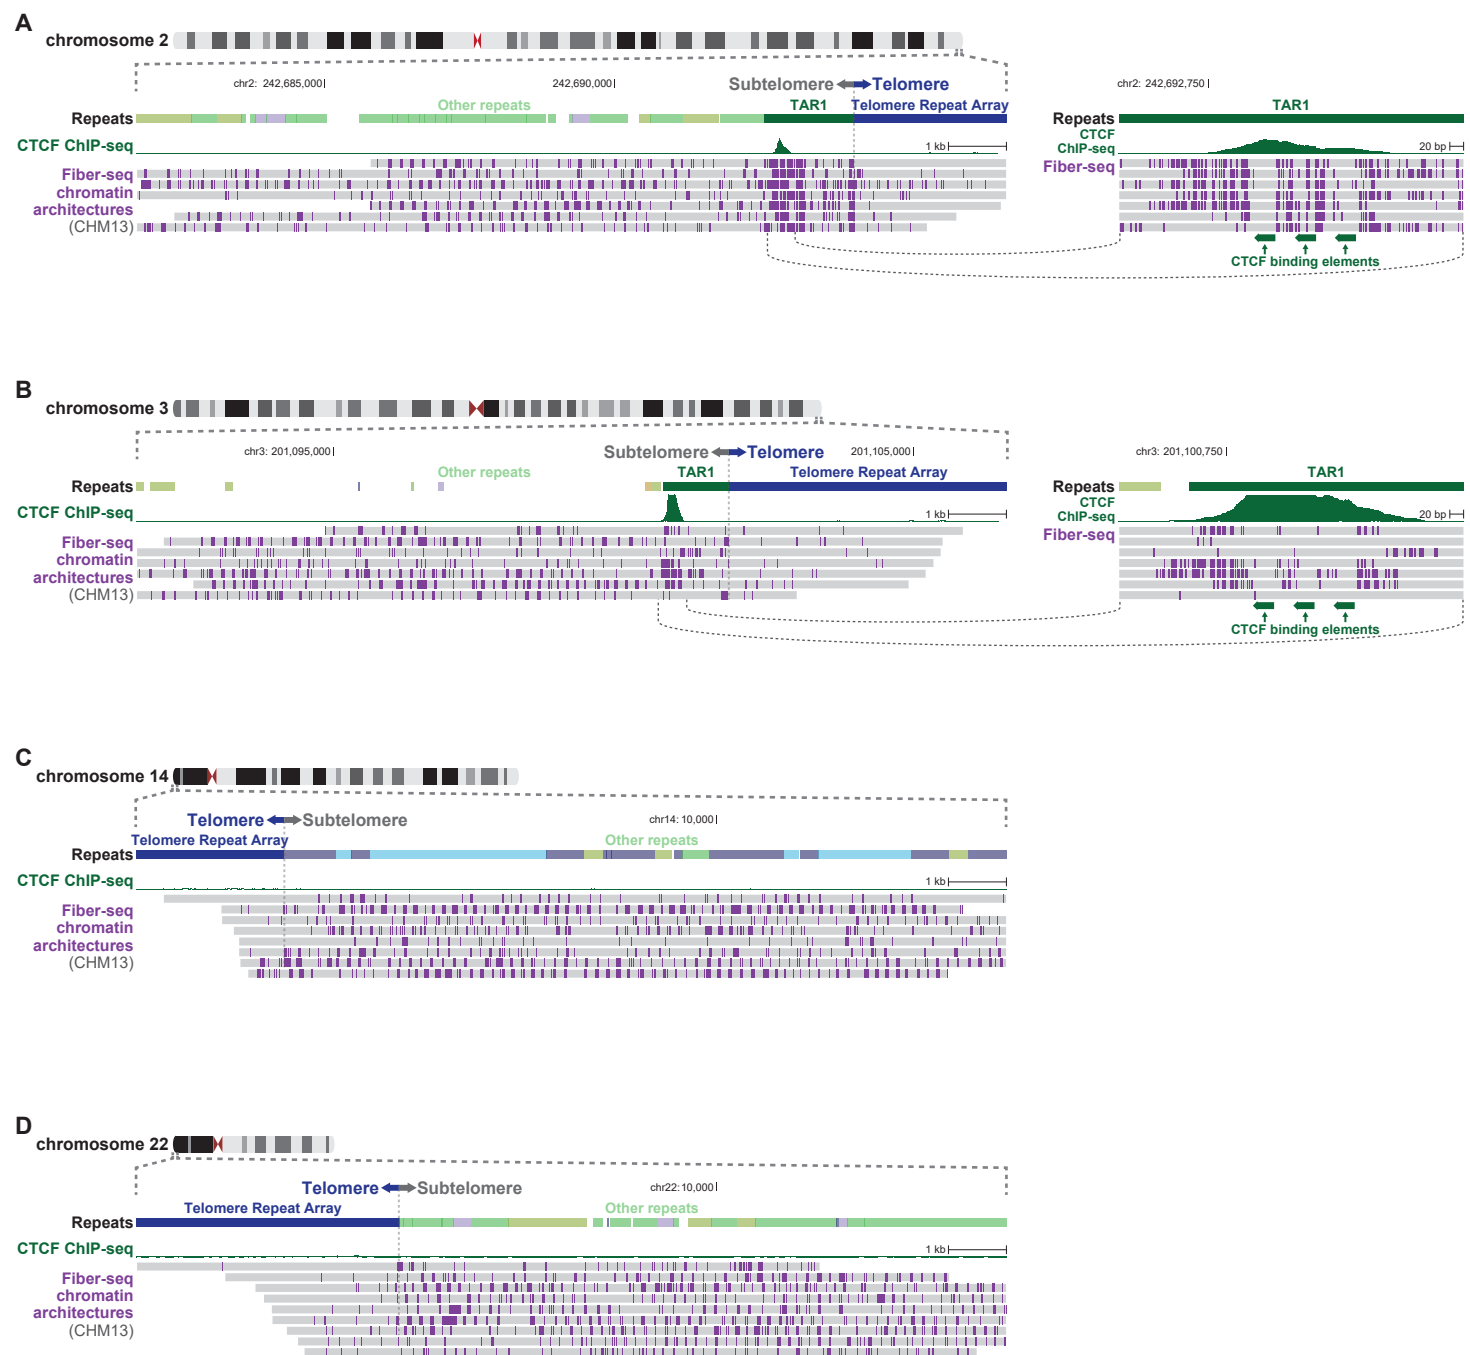 A
chromosome 2
chr2: 242,685,000
242,690,000
Subtelomere
Telomere
chr2: 242,692,750
Other repeats
TAR1
Telomere Repeat Array
TAR1
Repeats
Repeats
CTCF ChIP-seq
1 kb
CTCF
ChIP-seq
20 bp
Fiber-seq
chromatin
architectures
(CHM13)
Fiber-seq
CTCF binding elements
B
chromosome 3
chr3: 201,095,000
Subtelomere
Telomere
201,105,000
chr3: 201,100,750
Other repeats
TAR1
Telomere Repeat Array
TAR1
Repeats
Repeats
CTCF ChIP-seq
1 kb
CTCF
ChIP-seq
20 bp
Fiber-seq
chromatin
architectures
(CHM13)
Fiber-seq
CTCF binding elements
C
chromosome 14
Telomere
Subtelomere
chr14: 10,000
Telomere Repeat Array
Other repeats
Repeats
CTCF ChIP-seq
1 kb
Fiber-seq
chromatin
architectures
(CHM13)
D
chromosome 22
Telomere
Subtelomere
chr22: 10,000
Telomere Repeat Array
Other repeats
Repeats
CTCF ChIP-seq
1 kb
Fiber-seq
chromatin
architectures
(CHM13)